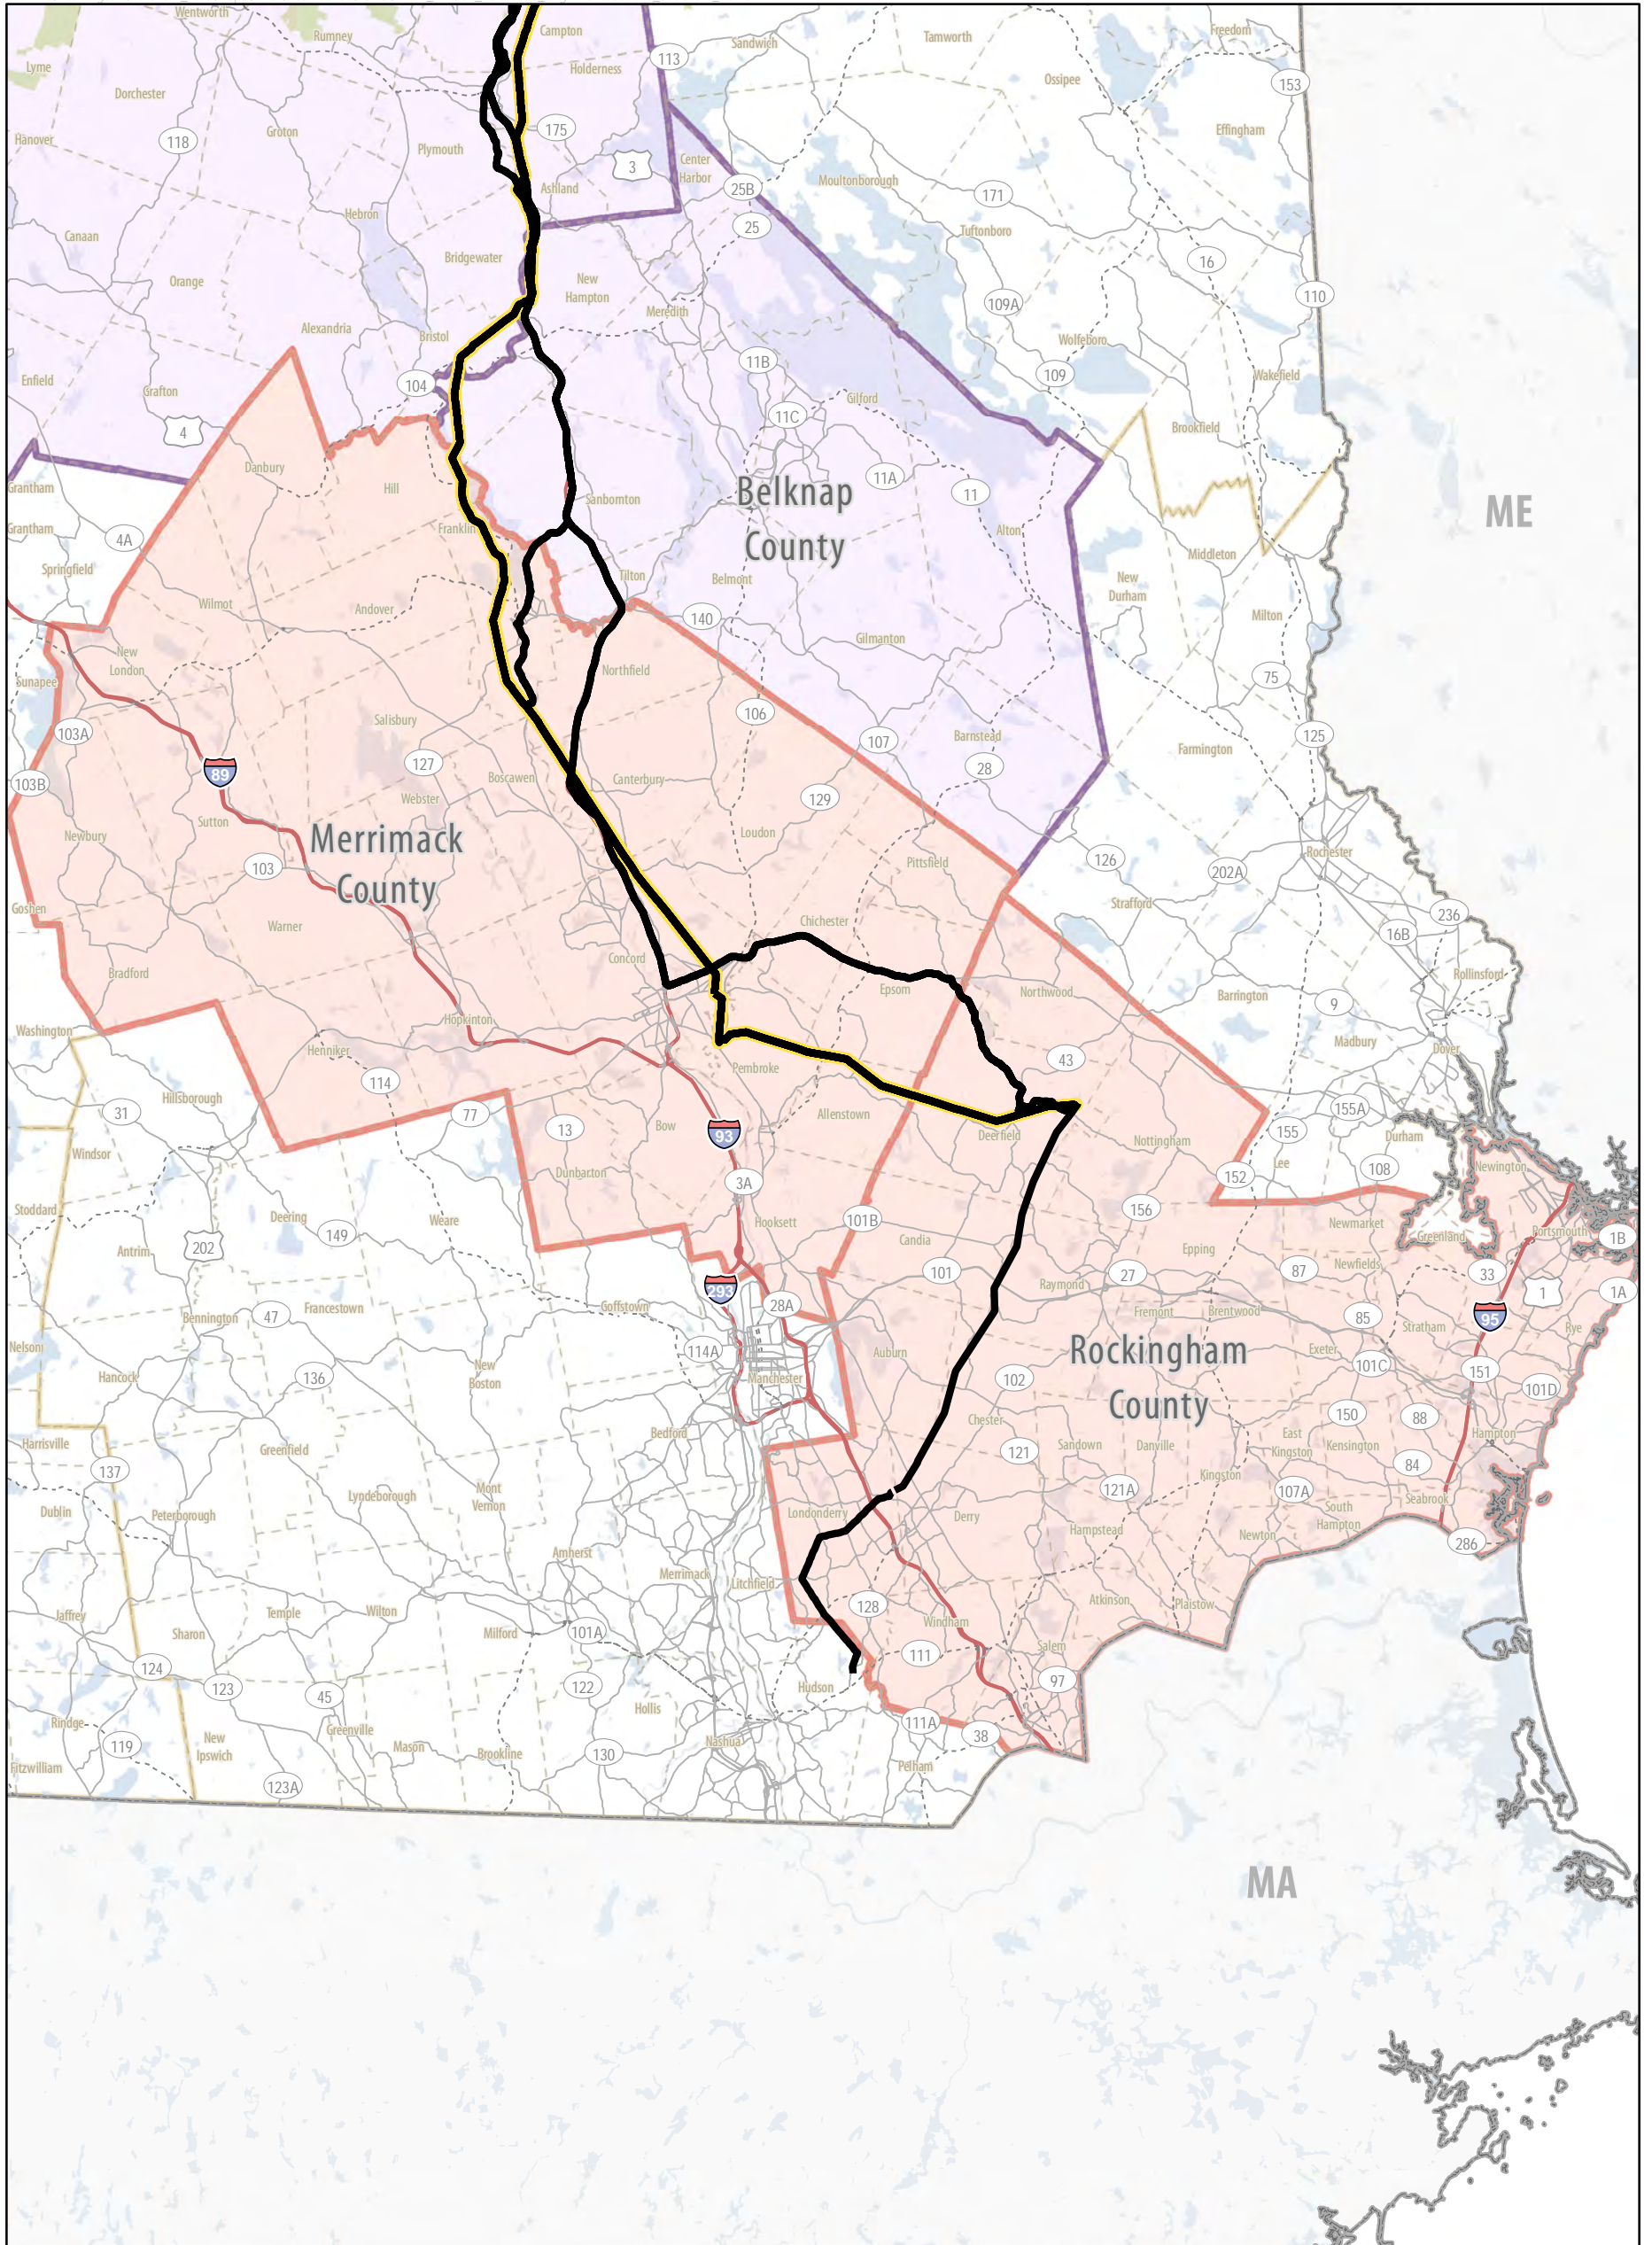 Wentworth
Rumney
Campton
Sandwich
Tamworth
Freedom
Lyme
Holderness
113
Ossipee
153
Dorchester
Hanover
118
Groton
Plymouth
175
3
Center
Harbor
Effingham
Ashland
25B
Moultonborough
171
Hebron
25
Tuftonboro
Canaan
Bridgewater
16
Orange
New
Hampton
Meredith
109A
110
Alexandria
Bristol
Wolfeboro
11B
109
Enfield
104
Grafton
Gilford
Wakefield
11C
4
Brookfield
Danbury
Hill
11A
11
Grantham
Sanbornton
Belknap
County
ME
Grantham
4A
Franklin
Alton
Middleton
Springfield
Tilton
Belmont
New
Durham
Wilmot
Andover
140
Milton
Gilmanton
New
London
Northfield
75
Sunapee
106
103A
Salisbury
107
Barnstead
125
Farmington
89
127
Boscawen
Canterbury
28
103B
Webster
129
Sutton
Newbury
Merrimack
County
Loudon
103
Pittsfield
126
Rochester
202A
Goshen
Strafford
236
Warner
Chichester
16B
Concord
Bradford
Rollinsford
Epsom
Northwood
Barrington
9
Hopkinton
Washington
Madbury
Dover
Henniker
43
Pembroke
114
Hillsborough
31
77
13
Allenstown
155A
Bow
93
Deerfield
155
Durham
Windsor
Nottingham
Lee
108
Newington
Dunbarton
3A
152
Stoddard
Deering
Weare
Hooksett
101B
156
Newmarket
149
202
Candia
Greenland
Portsmouth
1B
Antrim
Epping
101
Raymond
27
87
Newfields
33
293
1
1A
Francestown
Goffstown
28A
Fremont
Brentwood
Bennington
47
85
95
Stratham
Rye
Nelson
114A
Auburn
Rockingham
County
Exeter
101C
151
Hancock
136
New
Boston
Manchester
102
101D
150
88
Chester
Bedford
Harrisville
Greenfield
121
Sandown
Danville
East
Kingston
Kensington
Hampton
137
84
Kingston
Mont
Vernon
121A
107A
Dublin
Lyndeborough
Seabrook
Peterborough
Londonderry
Derry
South
Hampton
Hampstead
Newton
286
Amherst
Merrimack
Litchfield
Atkinson
Plaistow
Jaffrey
Temple
Wilton
128
Sharon
Milford
101A
Windham
Salem
111
124
97
123
45
122
Hudson
Hollis
Rindge
111A
38
119
New
Ipswich
Greenville
Mason
Brookline
130
Nashua
Fitzwilliam
Pelham
123A
MA